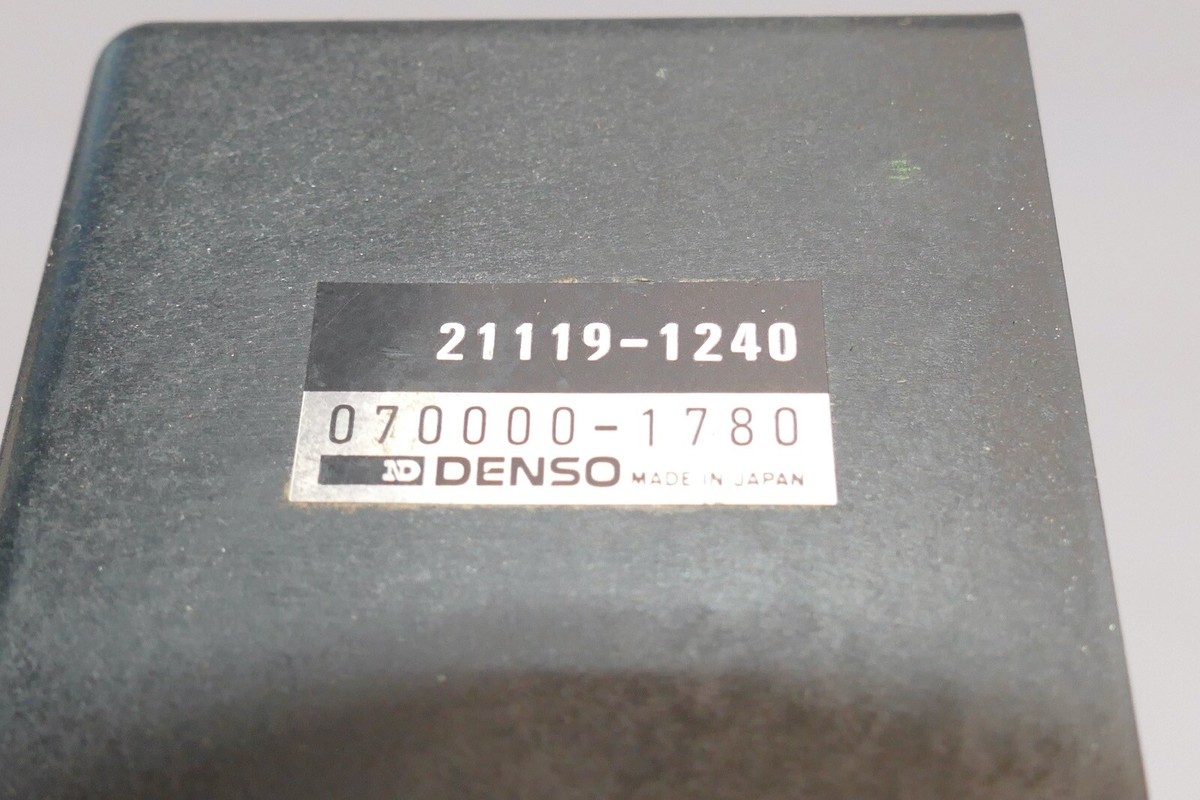 21119-1240
070000-1780
ND DENSO MADE IN JAPAN